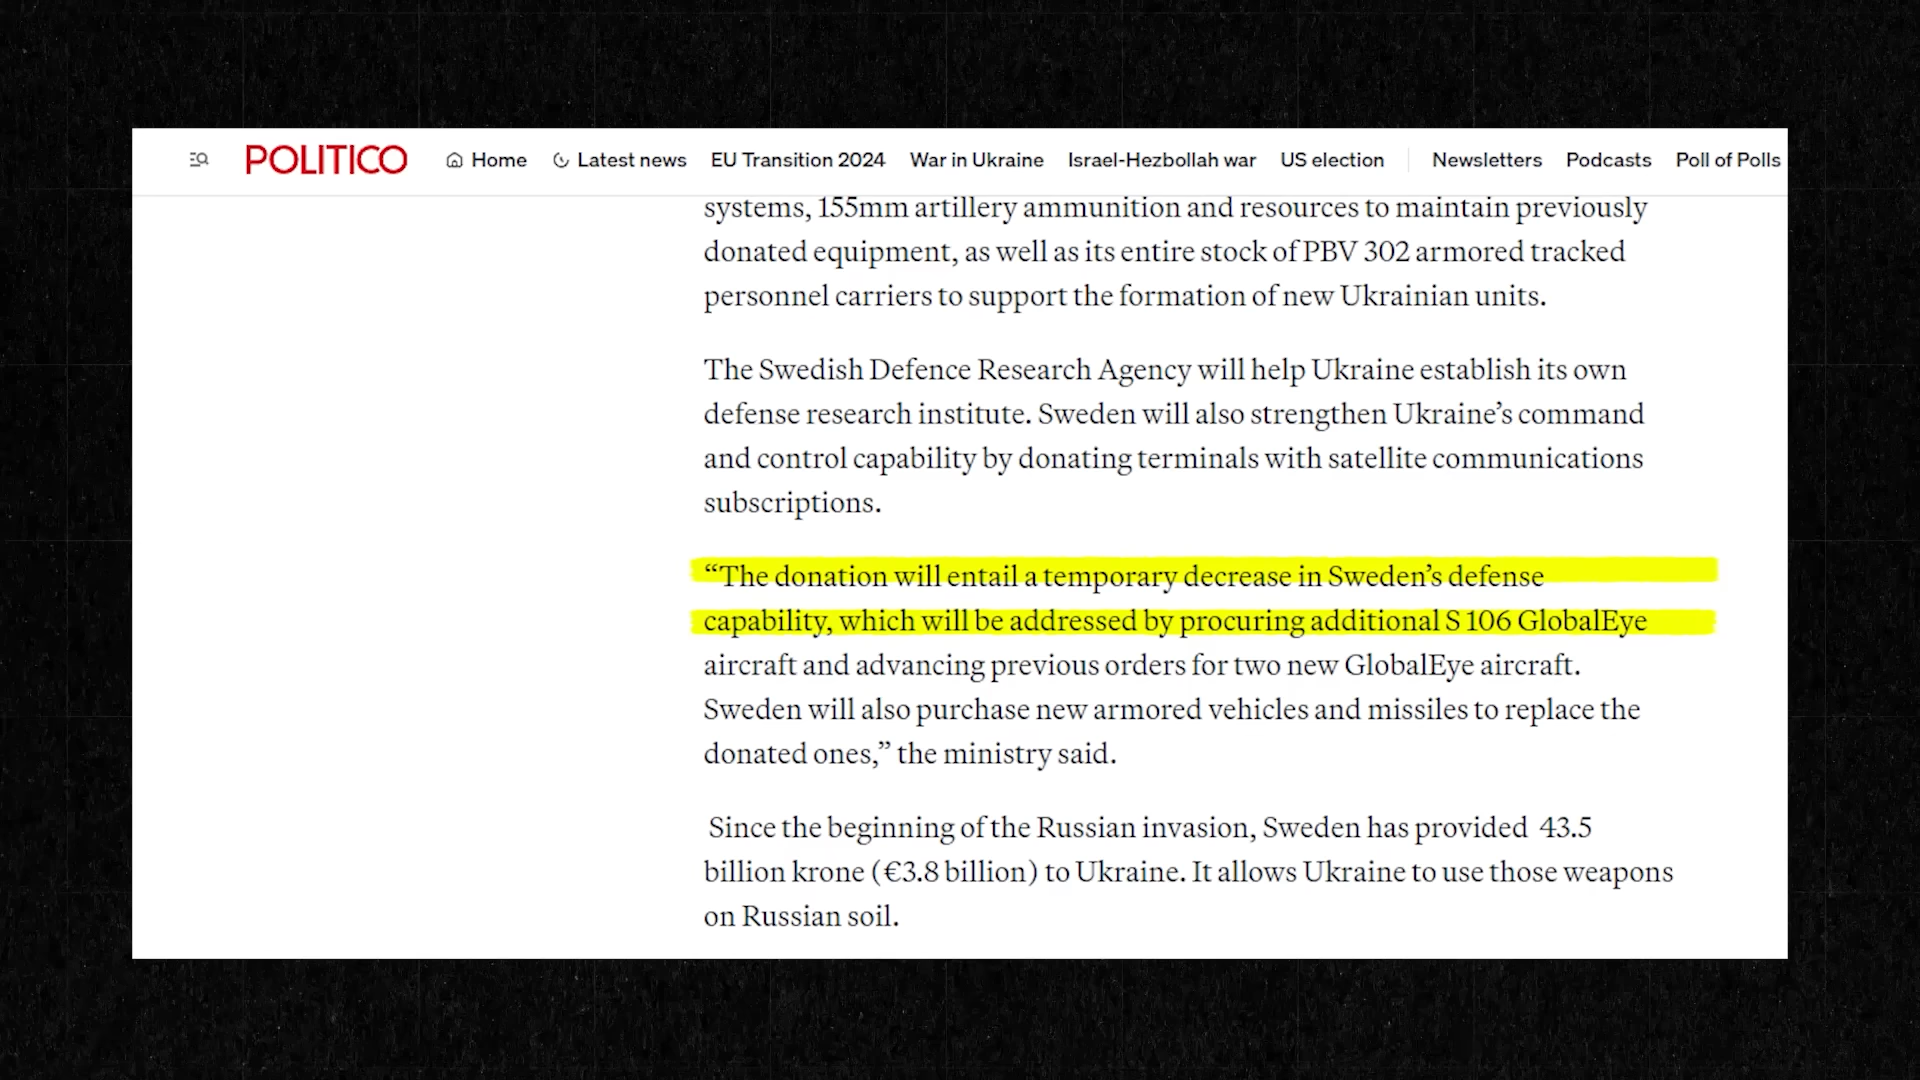 POLITICO Home Latest news EU Transition 2024 War in Ukraine Israel-Hezbollah war US election Newsletters Podcasts Poll of Polls
systems, 155mm artillery ammunition and resources to maintain previously
donated equipment, as well as its entire stock of PBV 302 armored tracked
personnel carriers to support the formation of new Ukrainian units.
The Swedish Defence Research Agency will help Ukraine establish its own
defense research institute. Sweden will also strengthen Ukraine’s command
and control capability by donating terminals with satellite communications
subscriptions.
“The donation will entail a temporary decrease in Sweden’s defense
capability, which will be addressed by procuring additional S 106 GlobalEye
aircraft and advancing previous orders for two new GlobalEye aircraft.
Sweden will also purchase new armored vehicles and missiles to replace the
donated ones,” the ministry said.
Since the beginning of the Russian invasion, Sweden has provided 43.5
billion krone (€3.8 billion) to Ukraine. It allows Ukraine to use those weapons
on Russian soil.